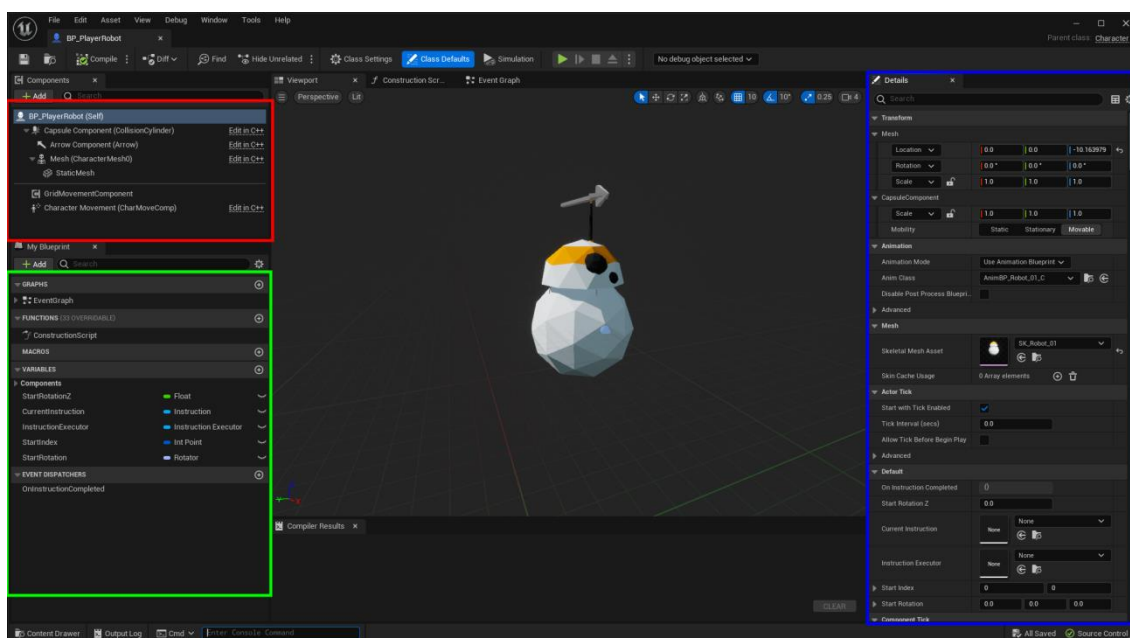 File Edit Asset View Debug Window Tools Help
BP_PlayerRobot
Parent class: Character
Compile Diff Find Hide Unrelated Class Settings Class Defaults Simulation No debug object selected
Components
+ Add Search
BP_PlayerRobot (Self)
Capsule Component (CollisionCylinder) Edit in C++
Arrow Component (Arrow) Edit in C++
Mesh (CharacterMesh0) Edit in C++
StaticMesh
GridMovementComponent
Character Movement (CharMoveComp) Edit in C++
My Blueprint
+ Add Search
GRAPHS
EventGraph
FUNCTIONS (33 OVERRIDABLE)
ConstructionScript
MACROS
VARIABLES
Components
StartRotationZ Float
CurrentInstruction Instruction
InstructionExecutor Instruction Executor
StartIndex Int Point
StartRotation Rotator
EVENT DISPATCHERS
OnInstructionCompleted
Viewport Construction Scr... Event Graph
Perspective Lit 10 10° 0.25 4
Compiler Results
CLEAR
Details
Search
Transform
Mesh
Location 0.0 0.0 -10.163979
Rotation 0.0° 0.0° 0.0°
Scale 1.0 1.0 1.0
CapsuleComponent
Scale 1.0 1.0 1.0
Mobility Static Stationary Movable
Animation
Animation Mode Use Animation Blueprint
Anim Class AnimBP_Robot_01_C
Disable Post Process Bluepri..
Advanced
Mesh
Skeletal Mesh Asset SK_Robot_01
Skin Cache Usage 0 Array elements
Actor Tick
Start with Tick Enabled
Tick Interval (secs) 0.0
Allow Tick Before Begin Play
Advanced
Default
On Instruction Completed ()
Start Rotation Z 0.0
Current Instruction None None
Instruction Executor None None
Start Index 0 0
Start Rotation 0.0 0.0 0.0
Component Tick
Content Drawer Output Log Cmd Enter Console Command All Saved Source Control